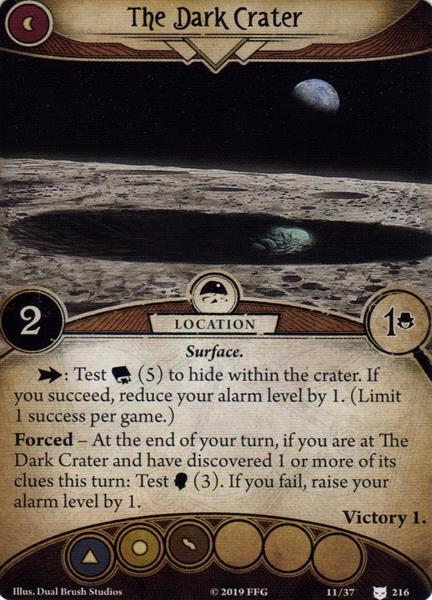 The Dark Crater
2
1
LOCATION
Surface.
: Test (5) to hide within the crater. If
you succeed, reduce your alarm level by 1. (Limit
1 success per game.)
Forced – At the end of your turn, if you are at The
Dark Crater and have discovered 1 or more of its
clues this turn: Test (3). If you fail, raise your
alarm level by 1.
Victory 1.
Illus. Dual Brush Studios © 2019 FFG 11/37 216